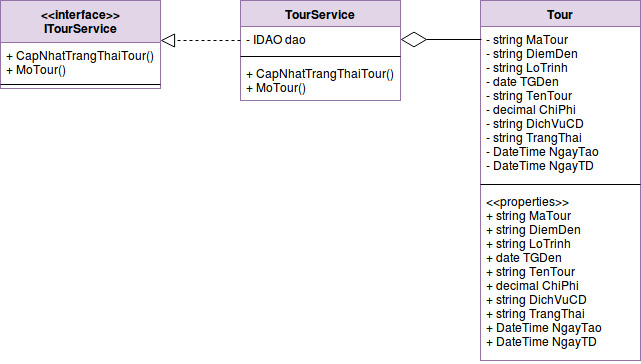 <<interface>>
ITourService
+ CapNhatTrangThaiTour()
+ MoTour()
TourService
- IDAO dao
+ CapNhatTrangThaiTour()
+ MoTour()
Tour
- string MaTour
- string DiemDen
- string LoTrinh
- date TGDen
- string TenTour
- decimal ChiPhi
- string DichVuCD
- string TrangThai
- DateTime NgayTao
- DateTime NgayTD
<<properties>>
+ string MaTour
+ string DiemDen
+ string LoTrinh
+ date TGDen
+ string TenTour
+ decimal ChiPhi
+ string DichVuCD
+ string TrangThai
+ DateTime NgayTao
+ DateTime NgayTD